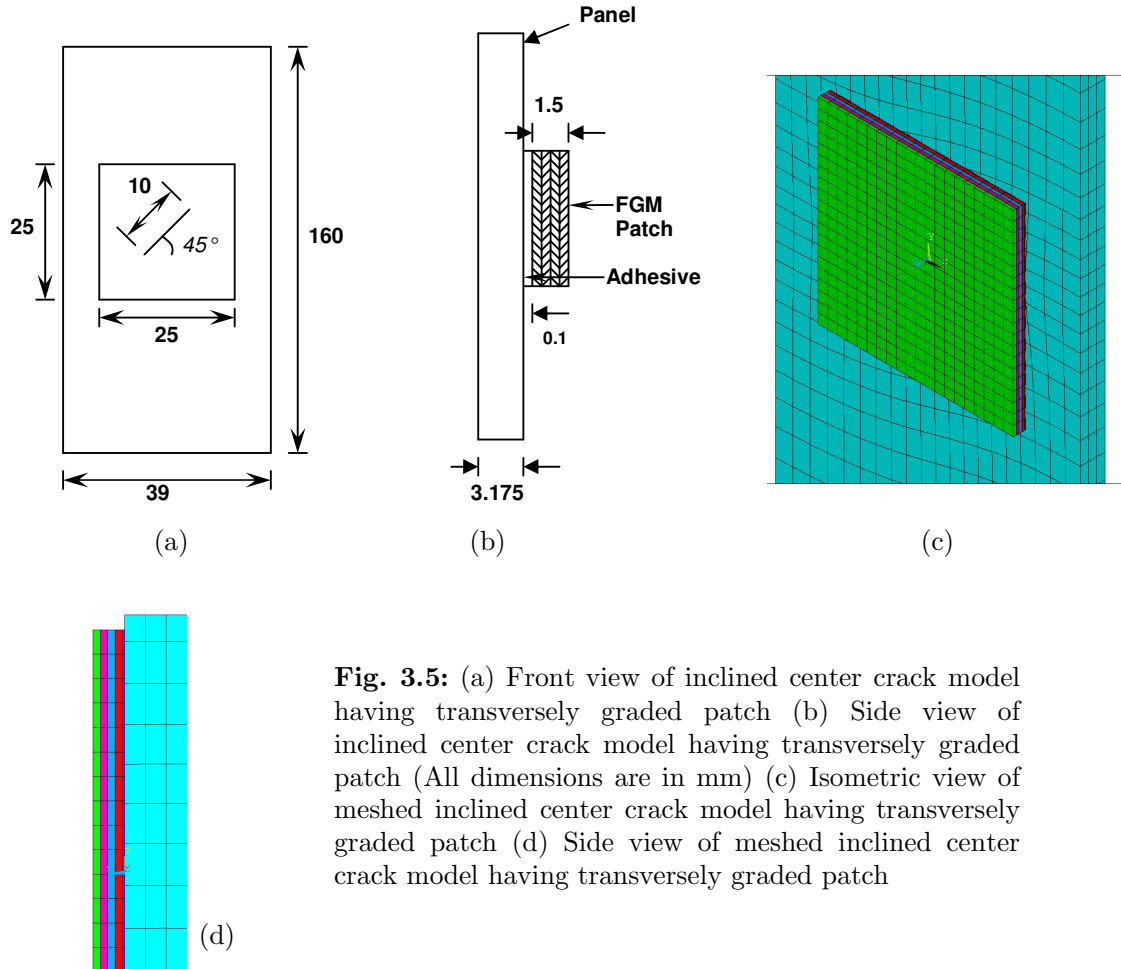 10
45°
25
25
160
39
(a)
Panel
1.5
FGM
Patch
Adhesive
0.1
3.175
(b)
Y
(c)
(d)
Fig. 3.5: (a) Front view of inclined center crack model
having transversely graded patch (b) Side view of
inclined center crack model having transversely graded
patch (All dimensions are in mm) (c) Isometric view of
meshed inclined center crack model having transversely
graded patch (d) Side view of meshed inclined center
crack model having transversely graded patch